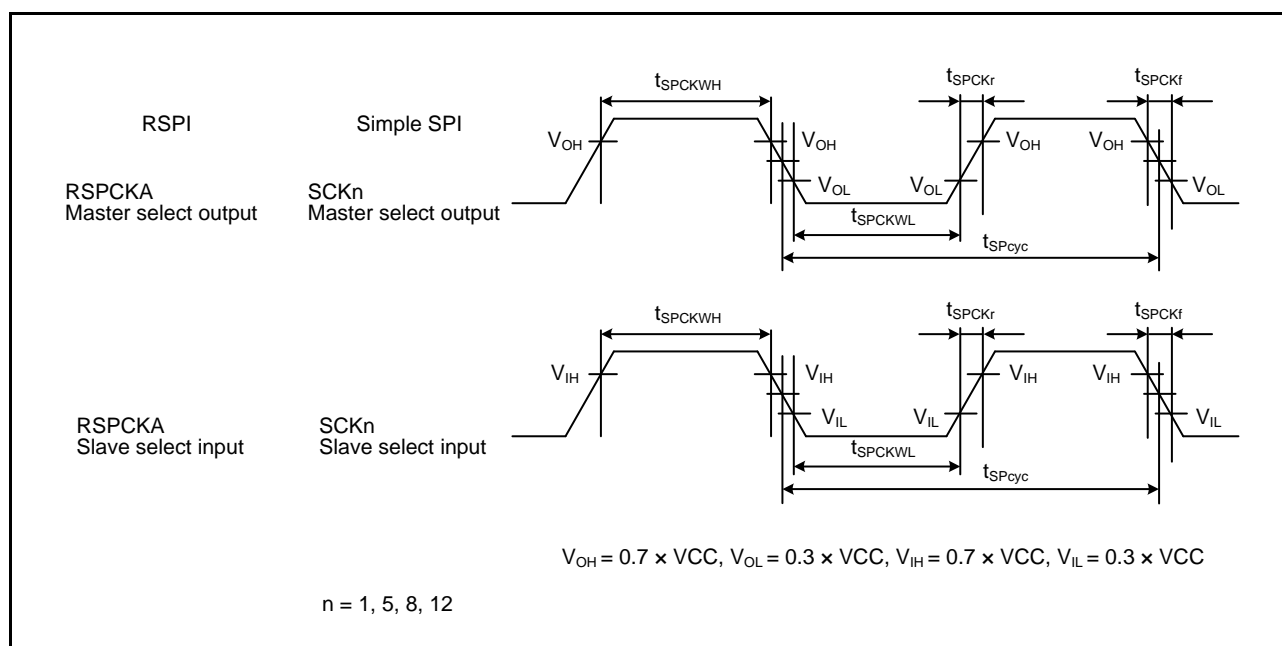 RSPI
Simple SPI
RSPCKA
Master select output
SCKn
Master select output
tSPCKWH
tSPCKr
tSPCKf
VOH
VOH
VOH
VOH
VOL
VOL
VOL
tSPCKWL
tSPcyc
RSPCKA
Slave select input
SCKn
Slave select input
tSPCKWH
tSPCKr
tSPCKf
VIH
VIH
VIH
VIH
VIL
VIL
VIL
tSPCKWL
tSPcyc
VOH = 0.7 × VCC, VOL = 0.3 × VCC, VIH = 0.7 × VCC, VIL = 0.3 × VCC
n = 1, 5, 8, 12